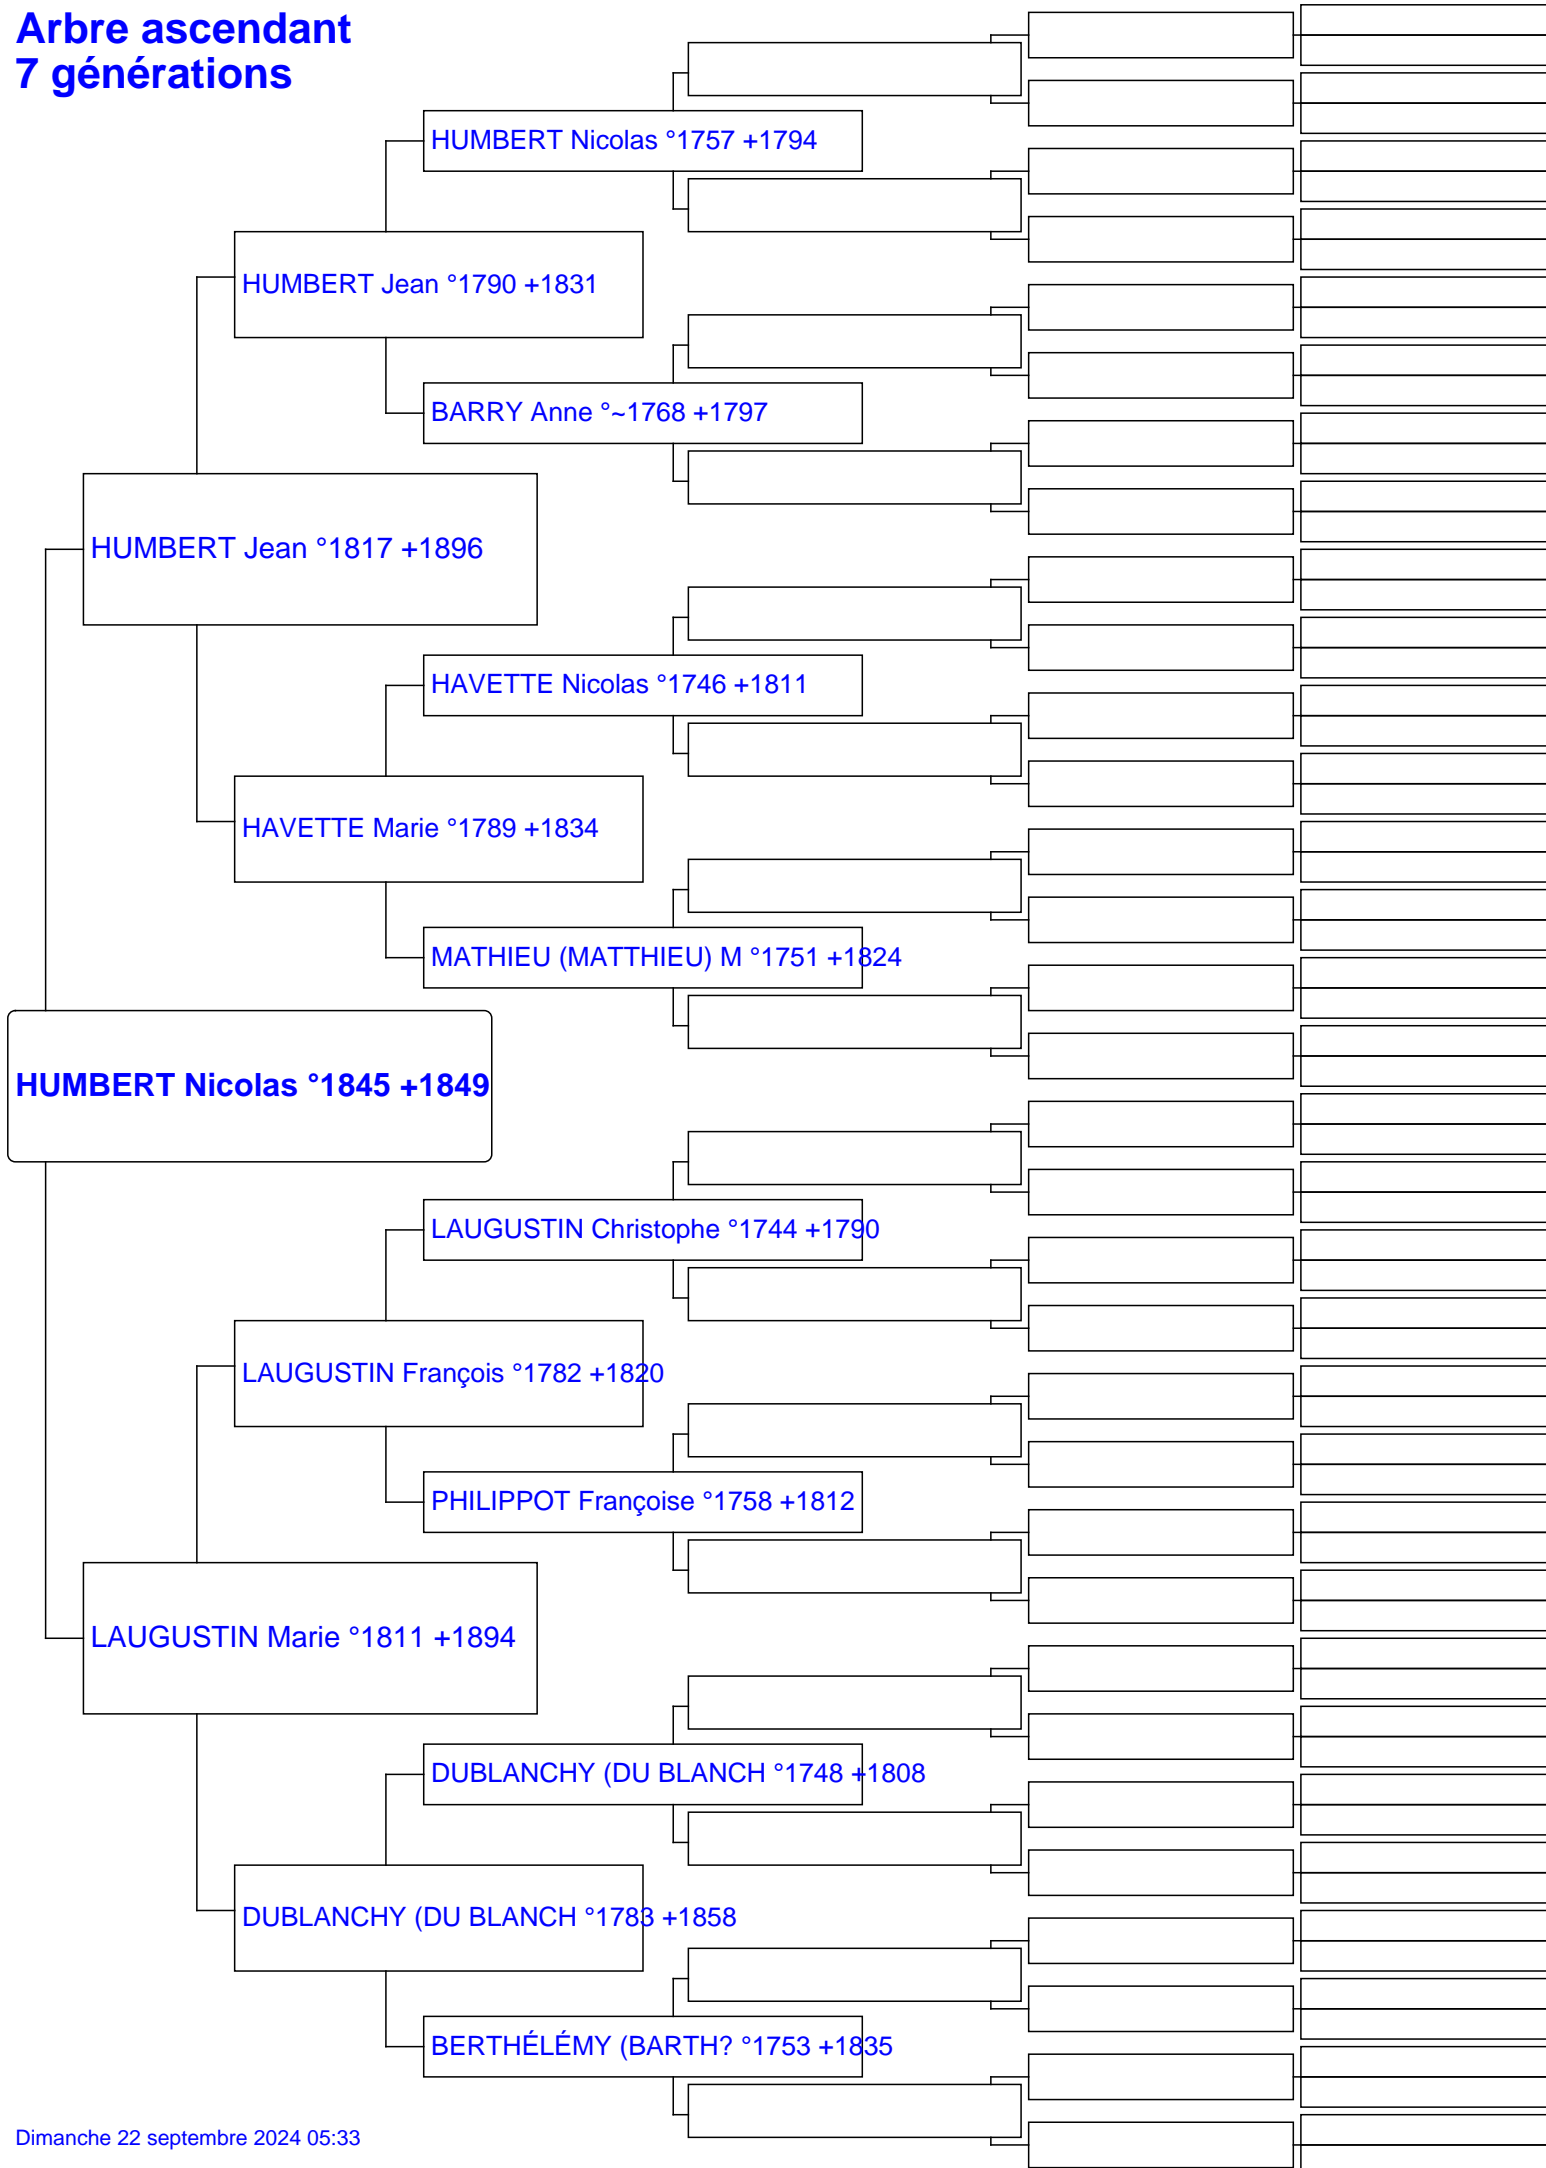 Arbre ascendant
7 générations
HUMBERT Nicolas °1757 +1794
HUMBERT Jean °1790 +1831
BARRY Anne °~1768 +1797
HUMBERT Jean °1817 +1896
HAVETTE Nicolas °1746 +1811
HAVETTE Marie °1789 +1834
MATHIEU (MATTHIEU) M °1751 +1824
HUMBERT Nicolas °1845 +1849
LAUGUSTIN Christophe °1744 +1790
LAUGUSTIN François °1782 +1820
PHILIPPOT Françoise °1758 +1812
LAUGUSTIN Marie °1811 +1894
DUBLANCHY (DU BLANCH °1748 +1808
DUBLANCHY (DU BLANCH °1783 +1858
BERTHÉLÉMY (BARTH? °1753 +1835
Dimanche 22 septembre 2024 05:33